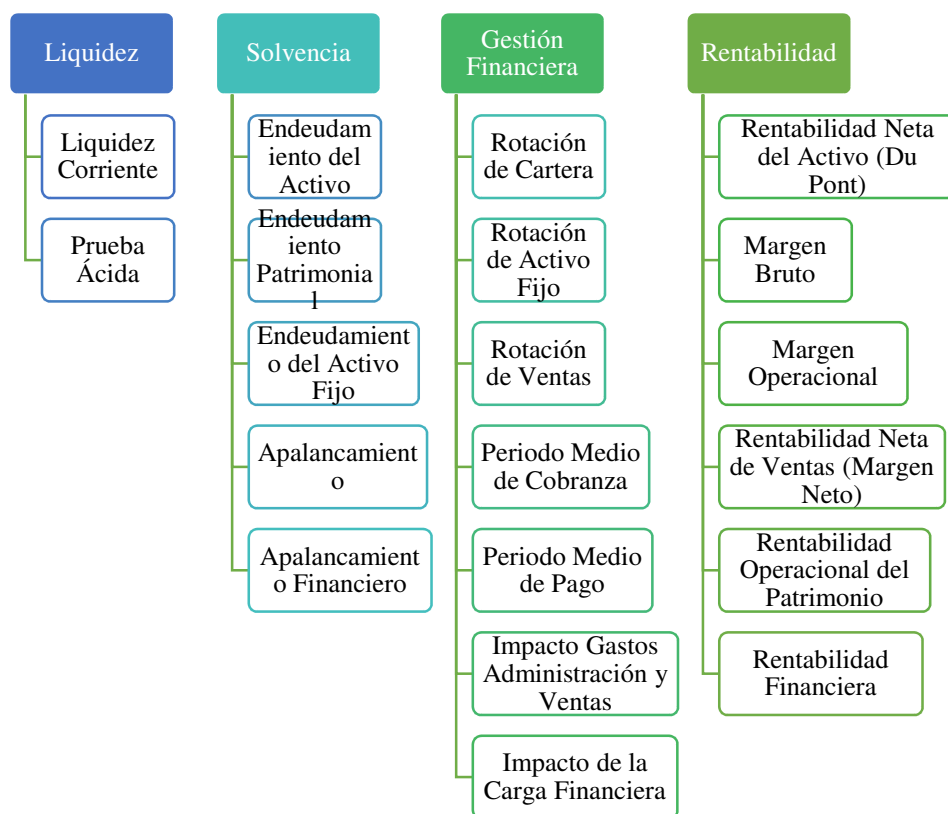 Liquidez
Liquidez
Corriente
Prueba
Ácida
Solvencia
Endeudam
iento del
Activo
Endeudam
iento
Patrimonia
l
Endeudamient
o del Activo
Fijo
Apalancamient
o
Apalancamient
o Financiero
Gestión
Financiera
Rotación
de Cartera
Rotación
de Activo
Fijo
Rotación
de Ventas
Periodo Medio
de Cobranza
Periodo Medio
de Pago
Impacto Gastos
Administración y
Ventas
Impacto de la
Carga Financiera
Rentabilidad
Rentabilidad Neta
del Activo (Du
Pont)
Margen
Bruto
Margen
Operacional
Rentabilidad Neta
de Ventas (Margen
Neto)
Rentabilidad
Operacional del
Patrimonio
Rentabilidad
Financiera